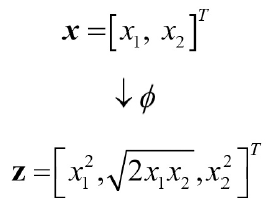 x = [x₁, x₂]ᵀ
↓ ϕ
z = [x₁², √(2x₁x₂), x₂²]ᵀ